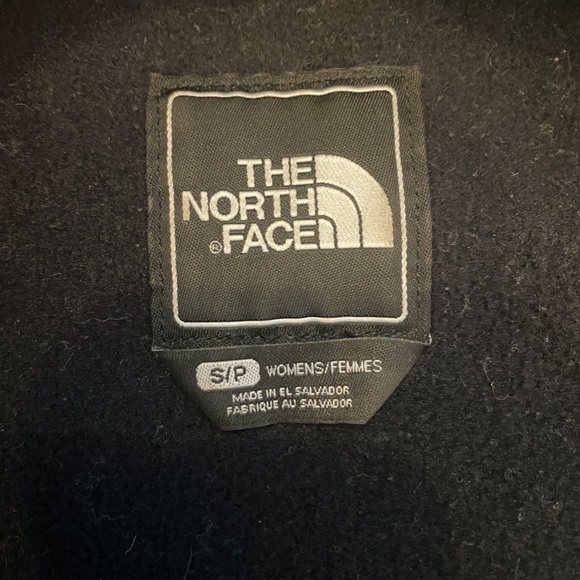 THE
NORTH
® FACE
S/P WOMENS/FEMMES
MADE IN EL SALVADOR
FABRIQUE AU SALVADOR